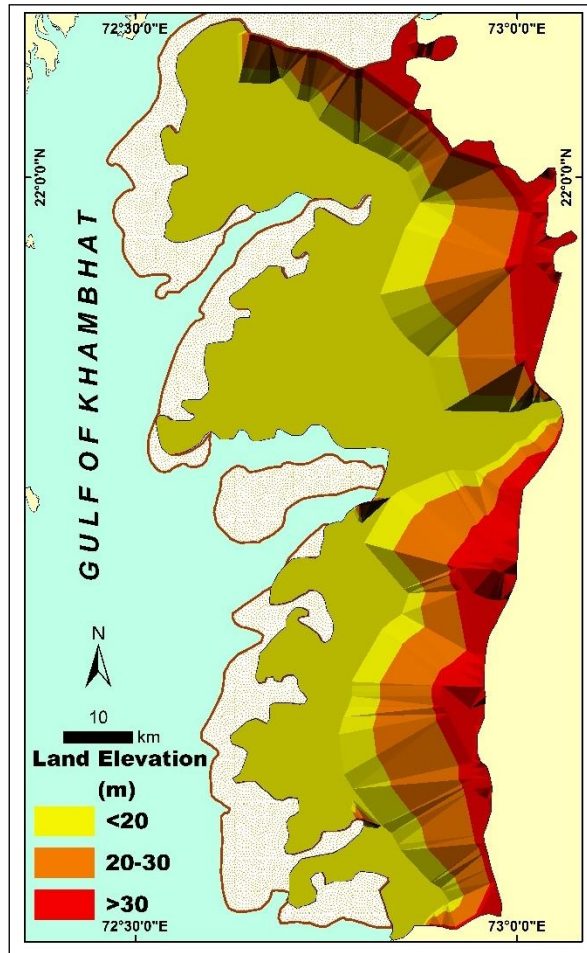 72°30'0"E
73°0'0"E
22°0'0"N
22°0'0"N
GULF OF KHAMBHAT
N
10
km
Land Elevation
(m)
<20
20-30
>30
72°30'0"E
73°0'0"E